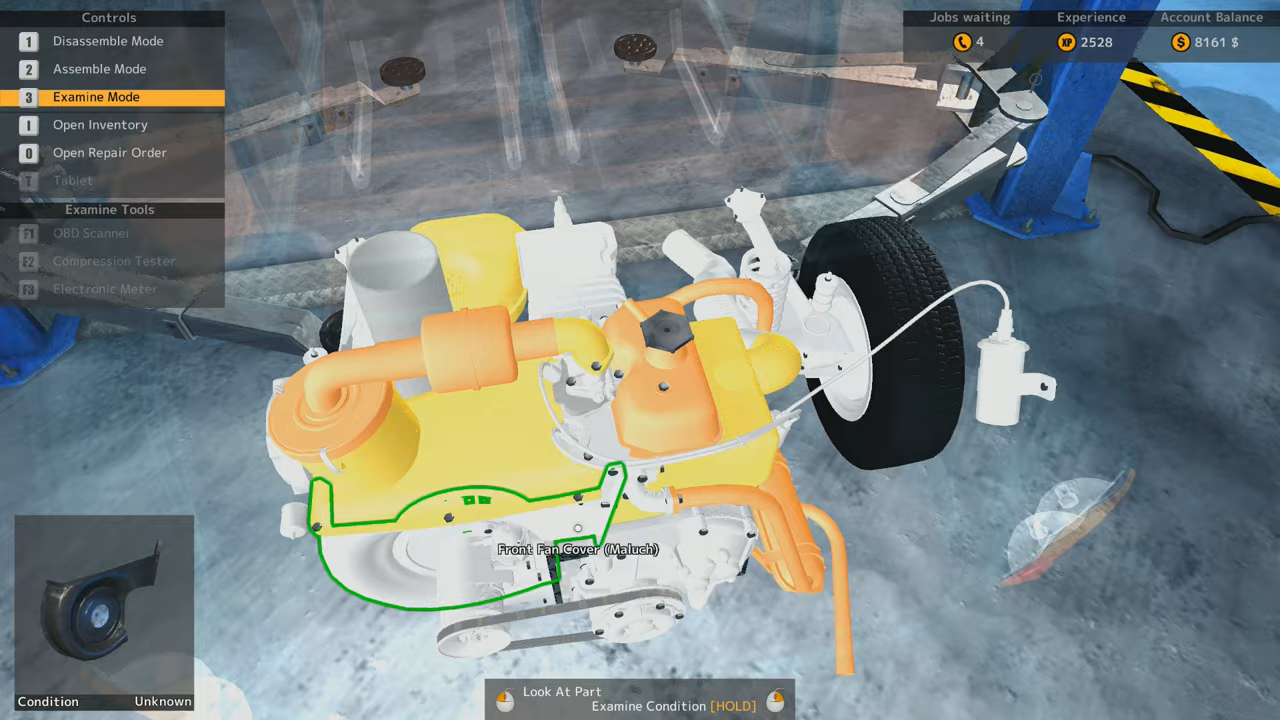 Controls
1 Disassemble Mode
2 Assemble Mode
3 Examine Mode
I Open Inventory
O Open Repair Order
T Tablet
Examine Tools
F1 OBD Scanner
F2 Compression Tester
F3 Electronic Meter
Jobs waiting Experience Account Balance
4 XP 2528 $ 8161 $
Front Fan Cover (Maluch)
Condition Unknown
Look At Part
Examine Condition [HOLD]